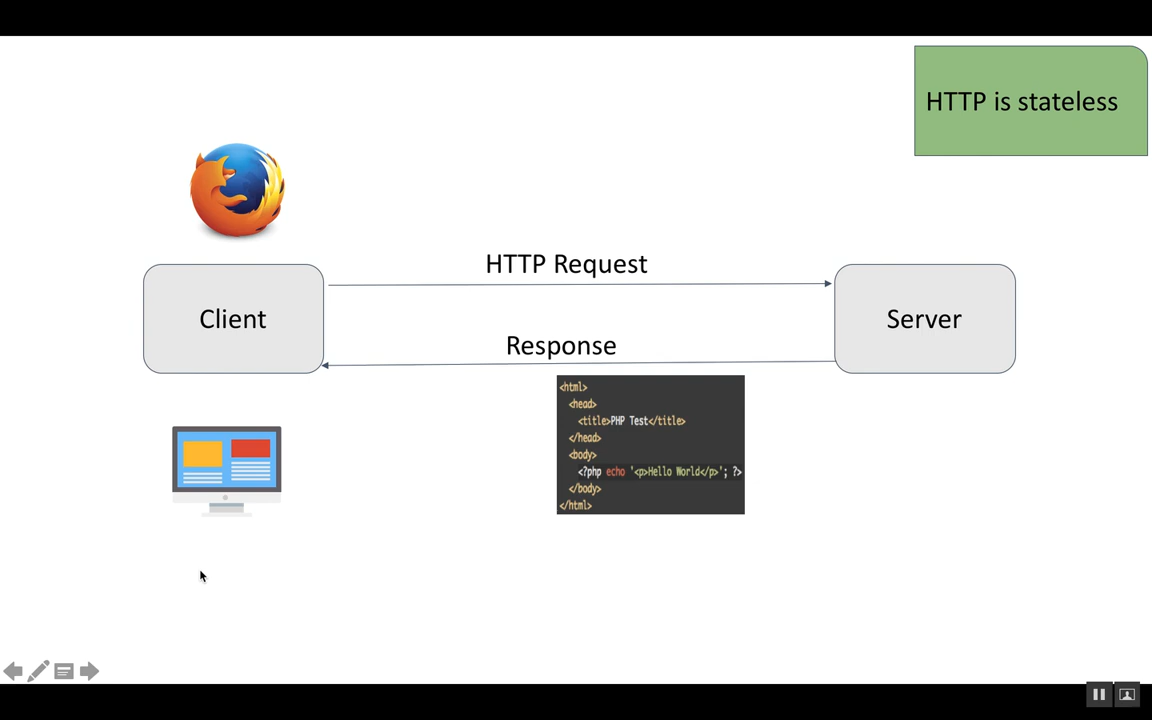 HTTP is stateless
HTTP Request
Client
Server
Response
<html>
<head>
<title>PHP Test</title>
</head>
<body>
<?php echo '<p>Hello World</p>'; ?>
</body>
</html>